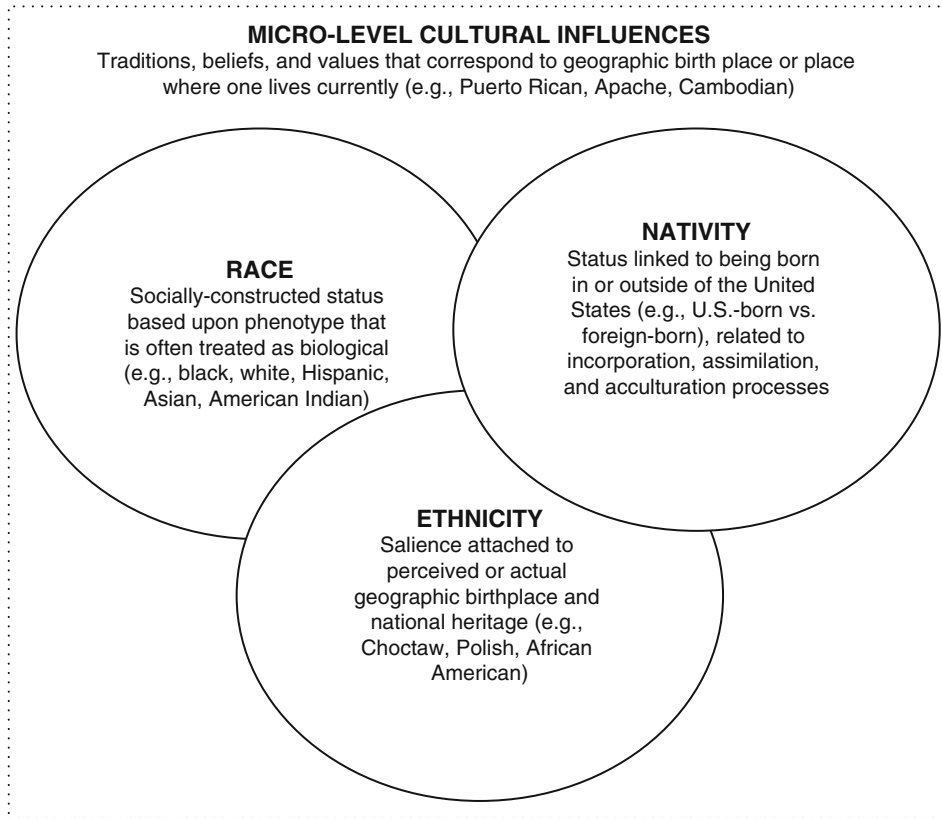 MICRO-LEVEL CULTURAL INFLUENCES
Traditions, beliefs, and values that correspond to geographic birth place or place
where one lives currently (e.g., Puerto Rican, Apache, Cambodian)
RACE
Socially-constructed status
based upon phenotype that
is often treated as biological
(e.g., black, white, Hispanic,
Asian, American Indian)
NATIVITY
Status linked to being born
in or outside of the United
States (e.g., U.S.-born vs.
foreign-born), related to
incorporation, assimilation,
and acculturation processes
ETHNICITY
Salience attached to
perceived or actual
geographic birthplace and
national heritage (e.g.,
Choctaw, Polish, African
American)